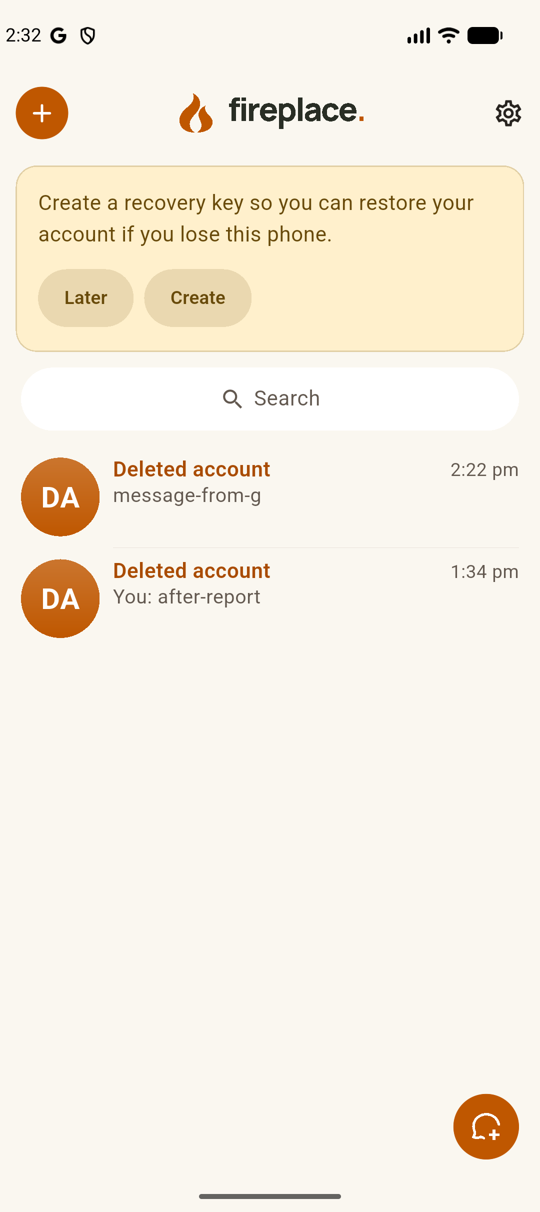 2:32
fireplace.
Create a recovery key so you can restore your
account if you lose this phone.
Later
Create
Search
DA
Deleted account
2:22 pm
message-from-g
DA
Deleted account
1:34 pm
You: after-report